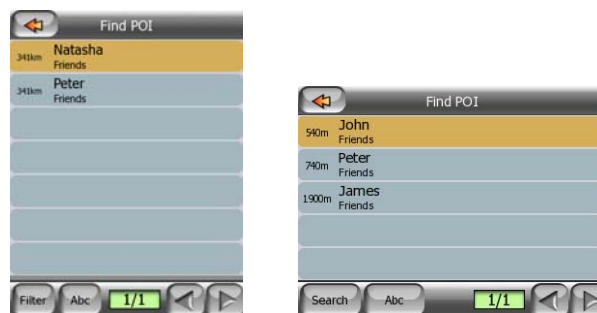 Find POI
341km Natasha
Friends
341km Peter
Friends
Filter Abc 1/1
Find POI
540m John
Friends
740m Peter
Friends
1900m James
Friends
Search Abc 1/1